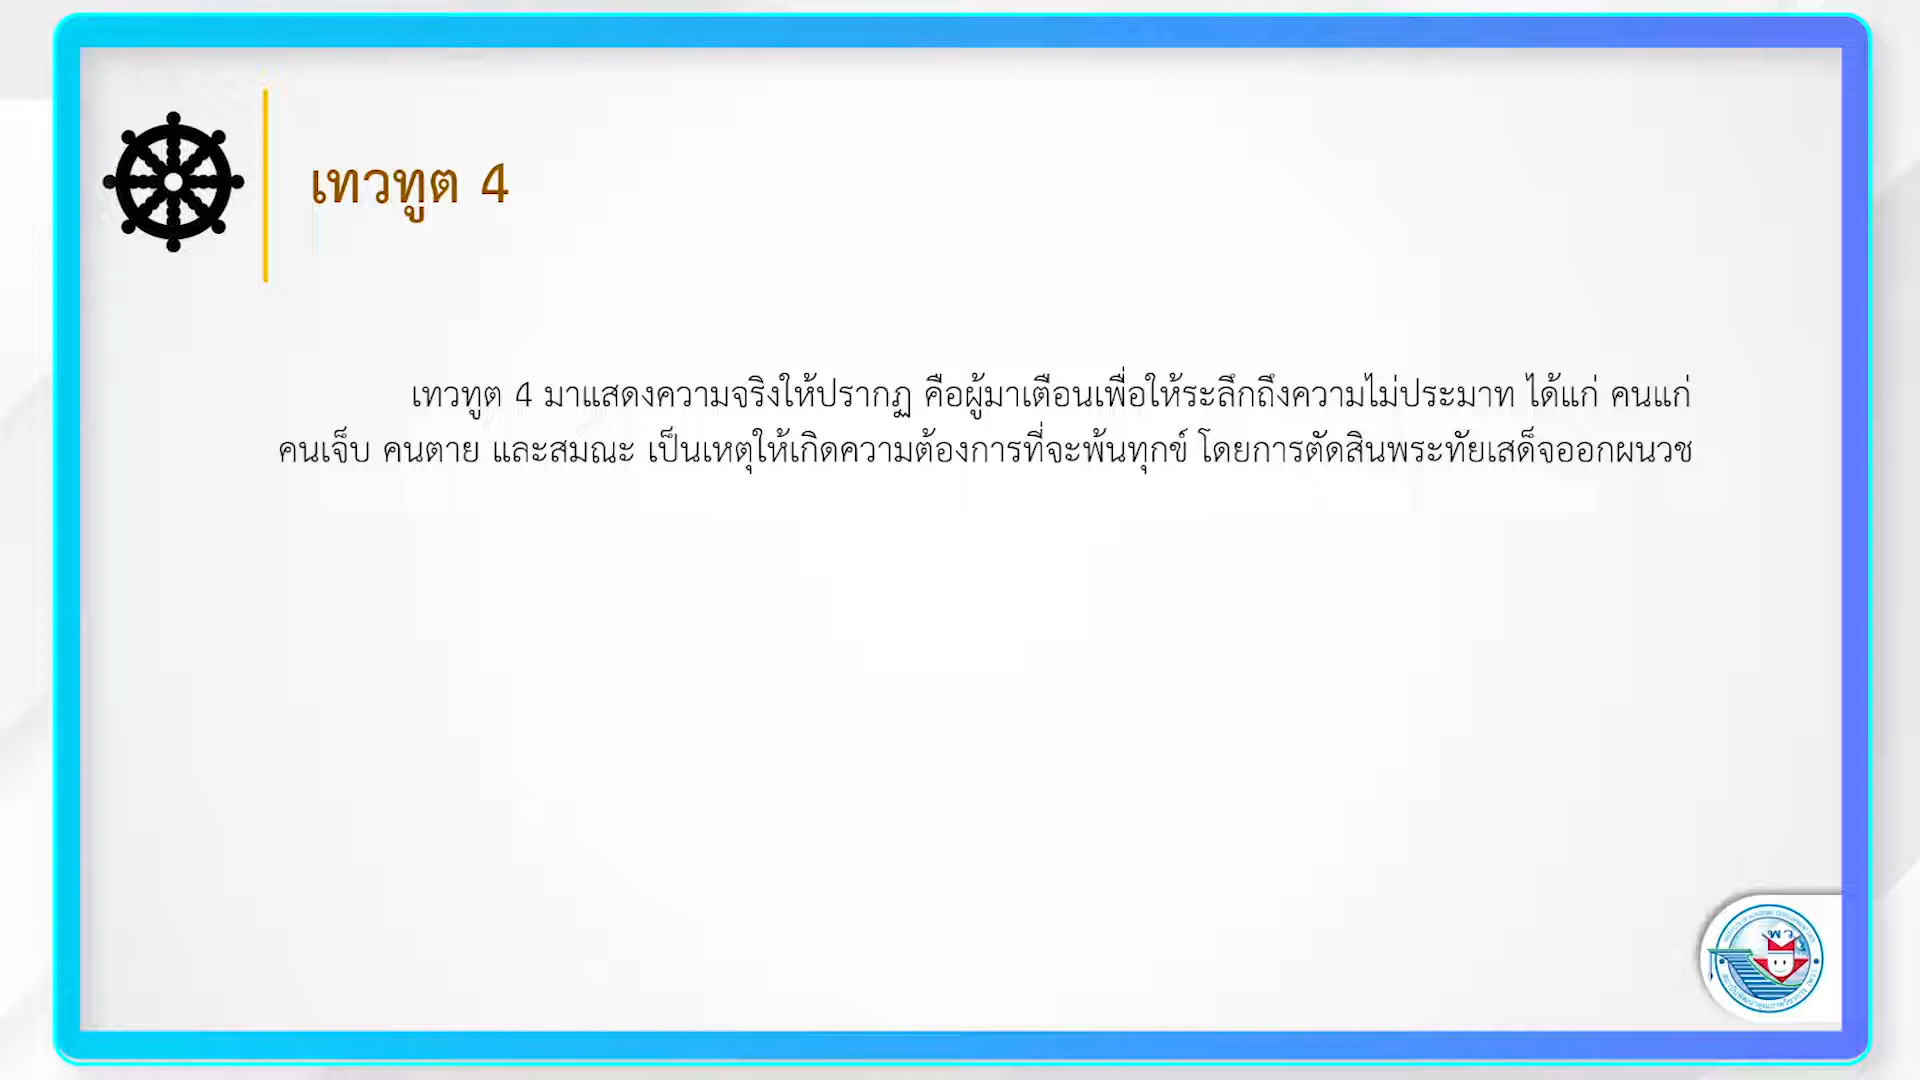 เทวทูต 4
เทวทูต 4 มาแสดงความจริงให้ปรากฏ คือผู้มาเตือนเพื่อให้ระลึกถึงความไม่ประมาท ได้แก่ คนแก่
คนเจ็บ คนตาย และสมณะ เป็นเหตุให้เกิดความต้องการที่จะพ้นทุกข์ โดยการตัดสินพระทัยเสด็จออกผนวช